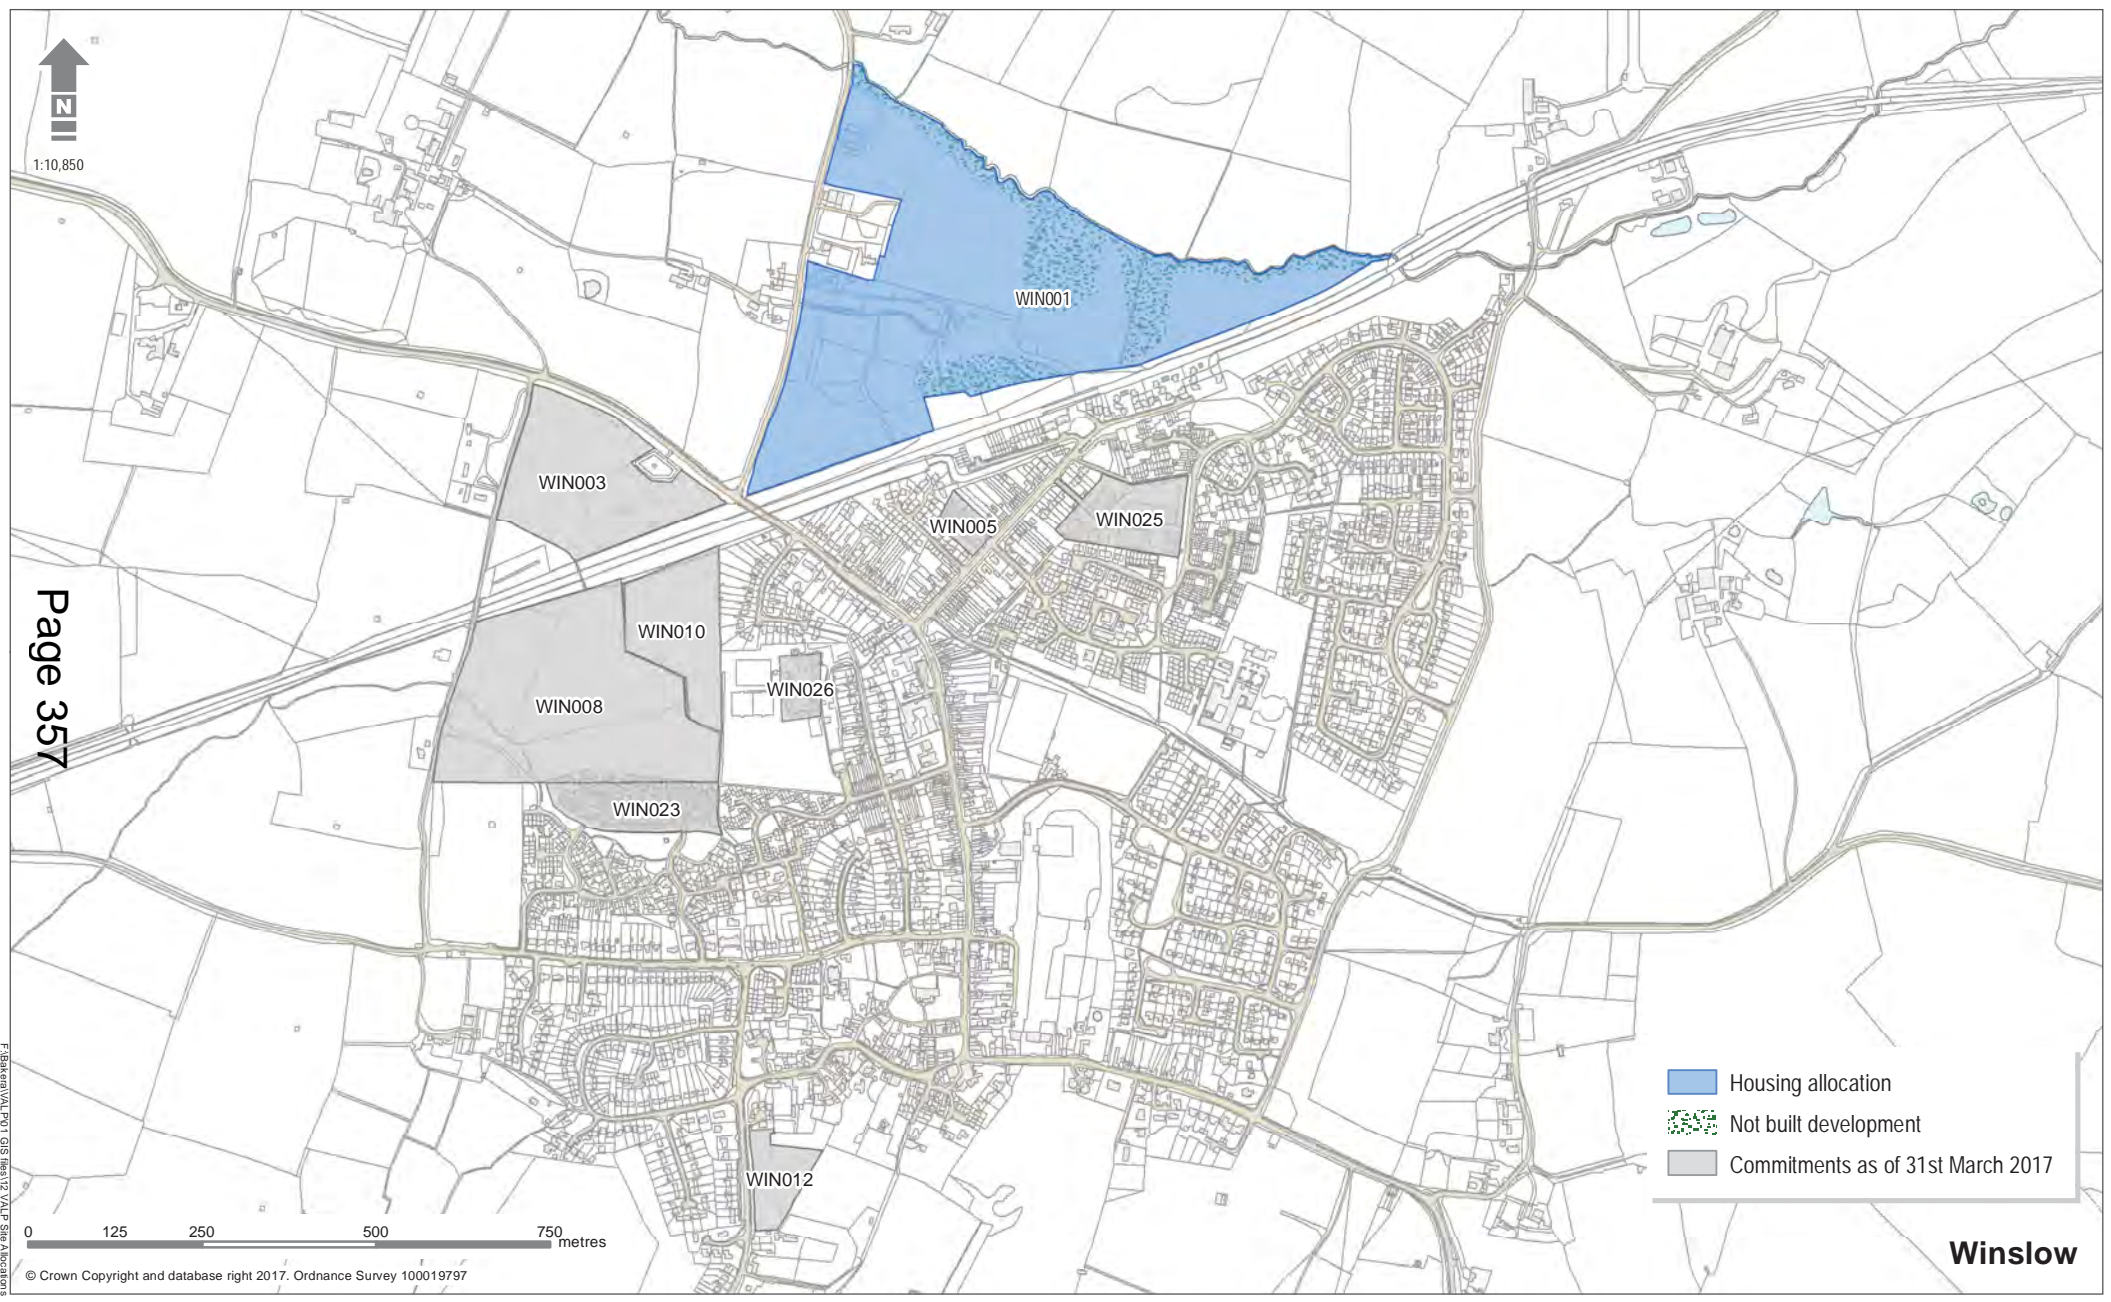 N
1:10,850
WIN001
WIN003
WIN005
WIN025
WIN010
WIN026
WIN008
WIN023
WIN012
Page 357
Housing allocation
Not built development
Commitments as of 31st March 2017
0 125 250 500 750 metres
© Crown Copyright and database right 2017. Ordnance Survey 100019797
Winslow